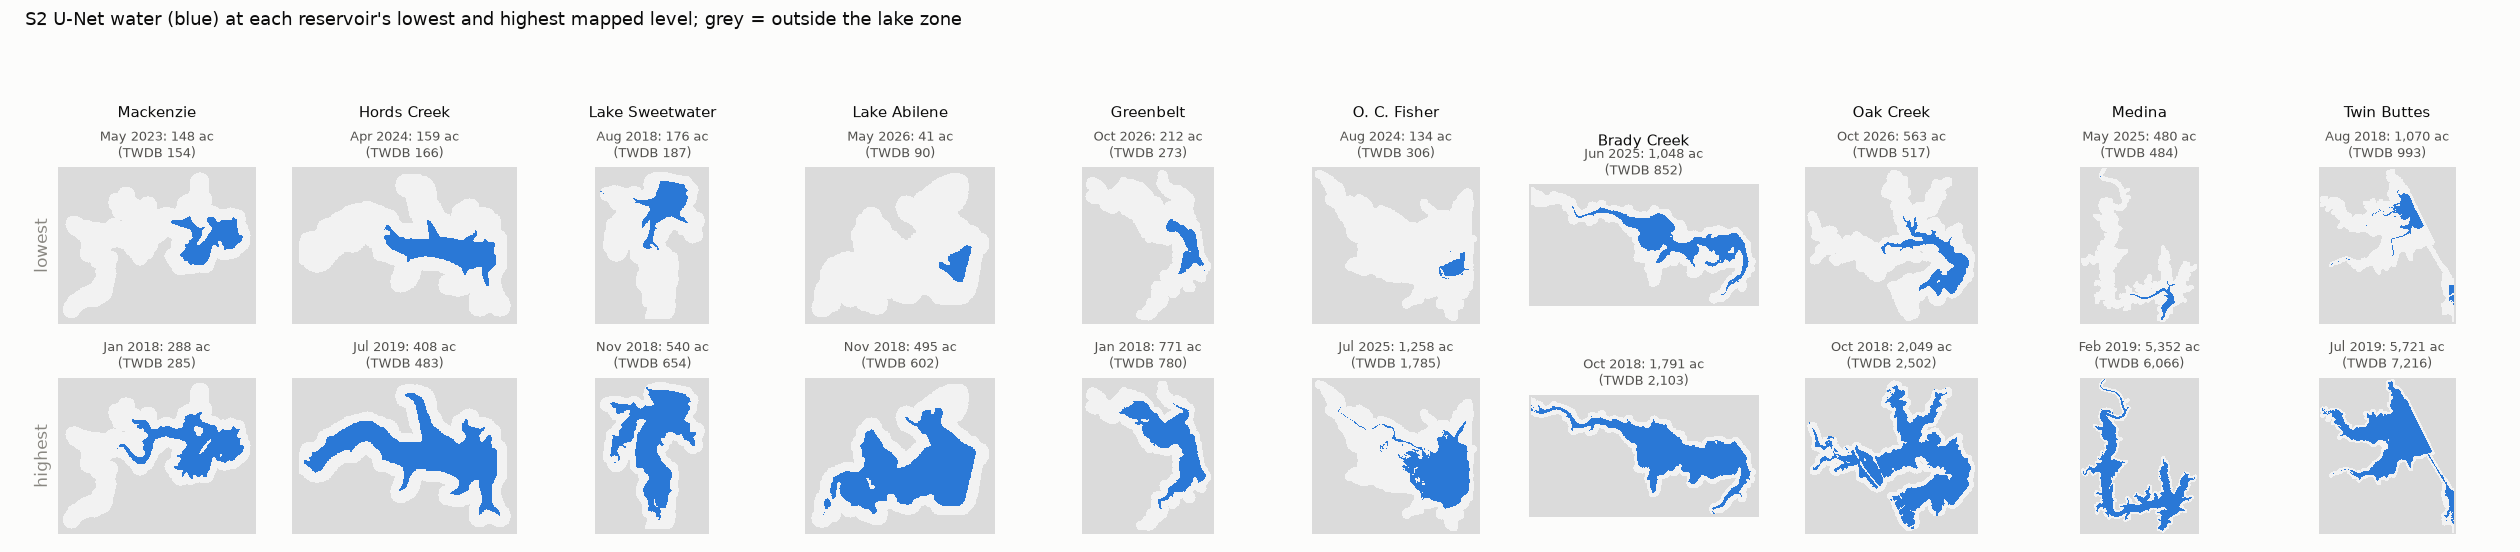 S2 U-Net water (blue) at each reservoir's lowest and highest mapped level; grey = outside the lake zone
Mackenzie
May 2023: 148 ac
(TWDB 154)
Hords Creek
Apr 2024: 159 ac
(TWDB 166)
Lake Sweetwater
Aug 2018: 176 ac
(TWDB 187)
Lake Abilene
May 2026: 41 ac
(TWDB 90)
Greenbelt
Oct 2026: 212 ac
(TWDB 273)
O. C. Fisher
Aug 2024: 134 ac
(TWDB 306)
Brady Creek
Jun 2025: 1,048 ac
(TWDB 852)
Oak Creek
Oct 2026: 563 ac
(TWDB 517)
Medina
May 2025: 480 ac
(TWDB 484)
Twin Buttes
Aug 2018: 1,070 ac
(TWDB 993)
lowest
Jan 2018: 288 ac
(TWDB 285)
Jul 2019: 408 ac
(TWDB 483)
Nov 2018: 540 ac
(TWDB 654)
Nov 2018: 495 ac
(TWDB 602)
Jan 2018: 771 ac
(TWDB 780)
Jul 2025: 1,258 ac
(TWDB 1,785)
Oct 2018: 1,791 ac
(TWDB 2,103)
Oct 2018: 2,049 ac
(TWDB 2,502)
Feb 2019: 5,352 ac
(TWDB 6,066)
Jul 2019: 5,721 ac
(TWDB 7,216)
highest